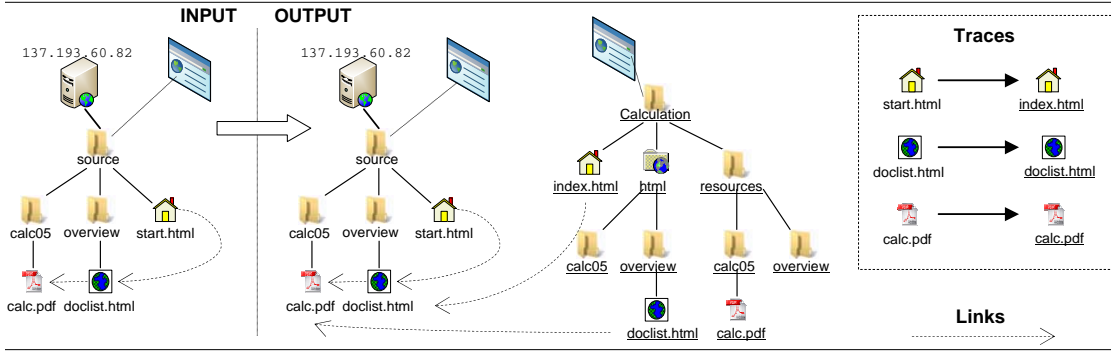 INPUT
OUTPUT
137.193.60.82
source
calc05
overview
start.html
calc.pdf
doclist.html
137.193.60.82
source
calc05
overview
start.html
calc.pdf
doclist.html
Calculation
index.html
html
resources
calc05
overview
calc05
overview
doclist.html
calc.pdf
Traces
start.html
index.html
doclist.html
doclist.html
calc.pdf
calc.pdf
Links